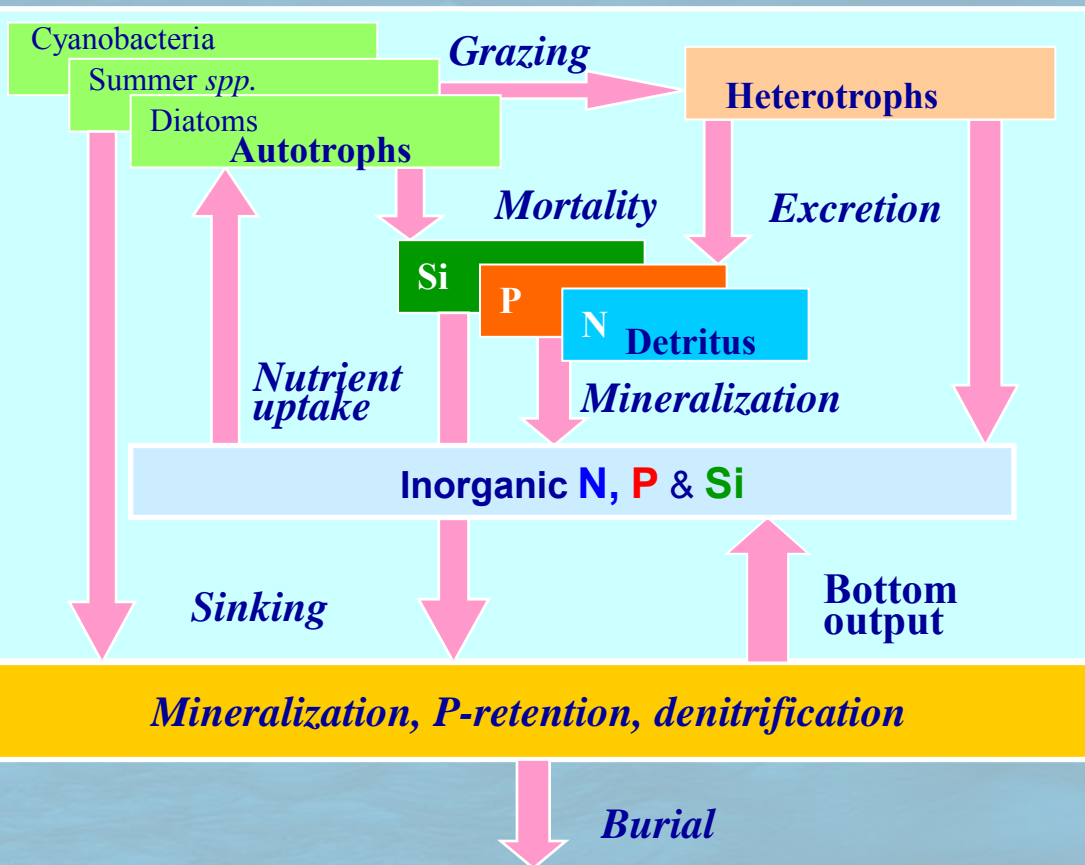 Cyanobacteria
Summer spp.
Diatoms
Autotrophs
Grazing
Heterotrophs
Mortality
Excretion
Si
P
N
Detritus
Nutrient
uptake
Mineralization
Inorganic N, P & Si
Sinking
Bottom
output
Mineralization, P-retention, denitrification
Burial